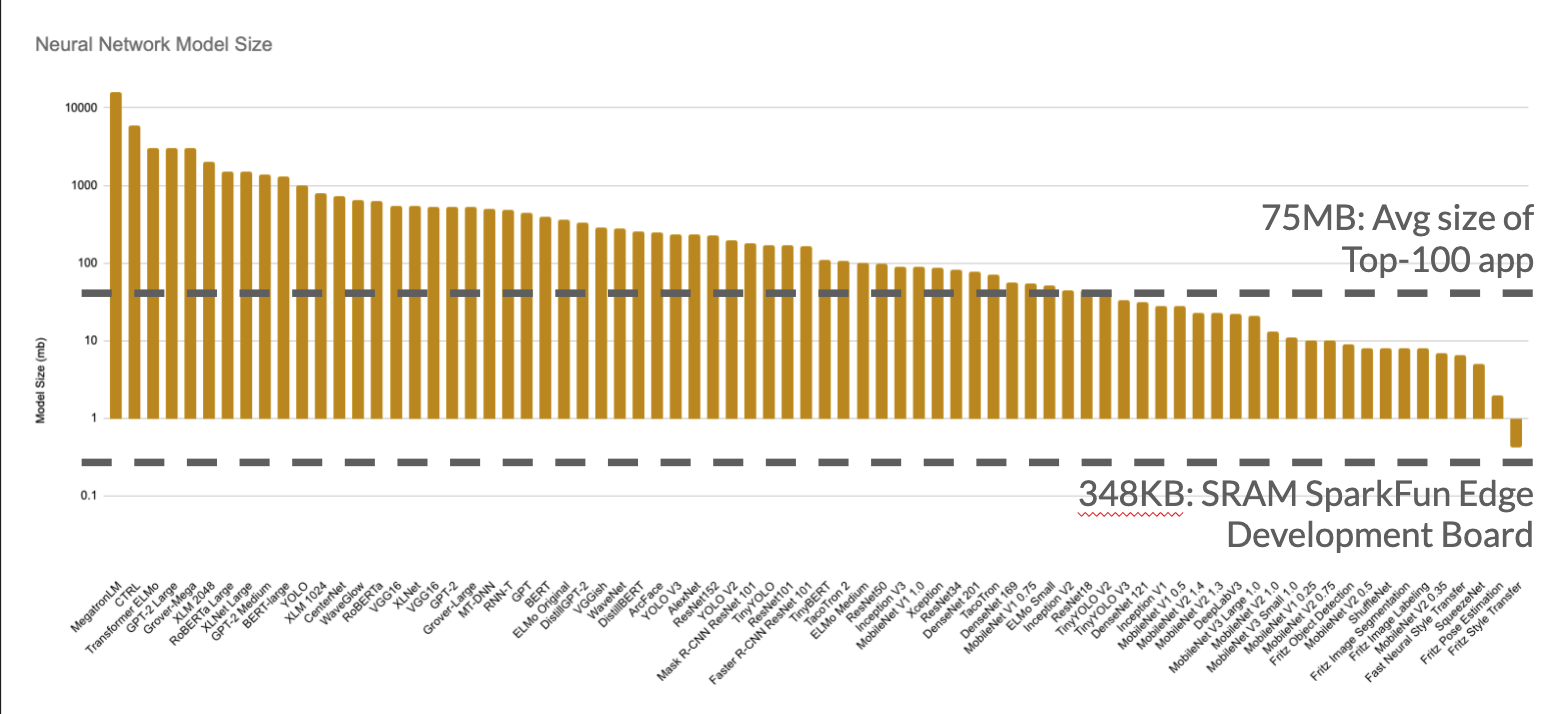 Neural Network Model Size
10000
1000
100
10
1
0.1
Model Size (mb)
75MB: Avg size of
Top-100 app
348KB: SRAM SparkFun Edge
Development Board
MegatronLM
CTRL
Transformer ELMo
GPT-2 Large
Grover-Mega
XLM 2048
RoBERTa Large
XLNet Large
GPT-2 Medium
BERT-large
YOLO
XLM 1024
CenterNet
WaveGlow
RoBERTa
VGG16
XLNet
VGG16
GPT-2
Grover-Large
MT-DNN
RNN-T
GPT
BERT
ELMo Original
DistilGPT-2
VGGish
WaveNet
DistilBERT
ArcFace
YOLO V3
AlexNet
ResNet152
YOLO V2
Mask R-CNN ResNet 101
TinyYOLO
ResNet101
Faster R-CNN ResNet 101
TinyBERT
TacoTron2
ELMo Medium
ResNet50
Inception V3
MobileNet V1 1.0
Xception
ResNet34
DenseNet 201
TacoTron
DenseNet 169
MobileNet V1 0.75
ELMo Small
Inception V2
ResNet18
TinyYOLO V2
TinyYOLO V3
DenseNet 121
Inception V1
MobileNet V1 0.5
MobileNet V2 1.4
MobileNet V2 1.3
DeepLabV3
MobileNet V3 Large 1.0
MobileNet V2 1.0
MobileNet V3 Small 1.0
MobileNet V1 0.25
MobileNet V2 0.75
Fritz Object Detection
MobileNet V2 0.5
ShuffleNet
Fritz Image Segmentation
Fritz Image Labeling
MobileNet V2 0.35
Fast Neural Style Transfer
SqueezeNet
Fritz Pose Estimation
Fritz Style Transfer